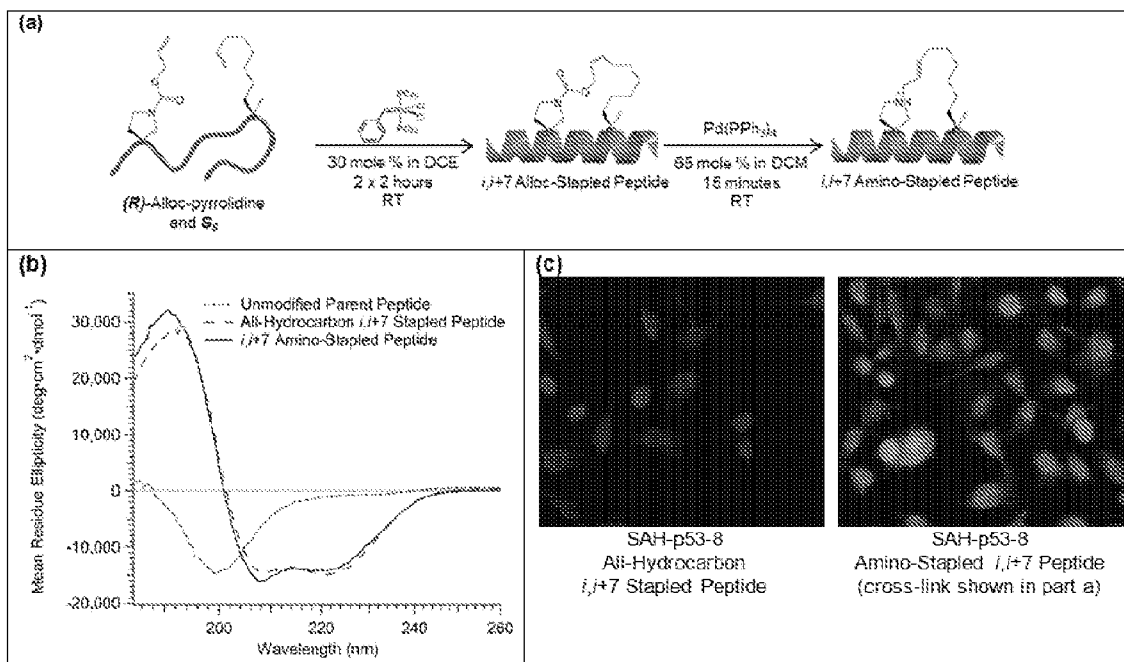 (a)
30 mole % in DCE
2 x 2 hours
RT
Pd(PPh3)4
65 mole % in DCM
15 minutes
RT
(R)-Alloc-pyrrolidine
and S8
i,i+7 Alloc-Stapled Peptide
i,i+7 Amino-Stapled Peptide
(b)
Unmodified Parent Peptide
All-Hydrocarbon i,i+7 Stapled Peptide
i,i+7 Amino-Stapled Peptide
Mean Residue Ellipticity (deg•cm2•dmol-1)
30,000
20,000
10,000
0
-10,000
-20,000
200
220
240
260
Wavelength (nm)
(c)
SAH-p53-8
All-Hydrocarbon
i,i+7 Stapled Peptide
SAH-p53-8
Amino-Stapled i,i+7 Peptide
(cross-link shown in part a)